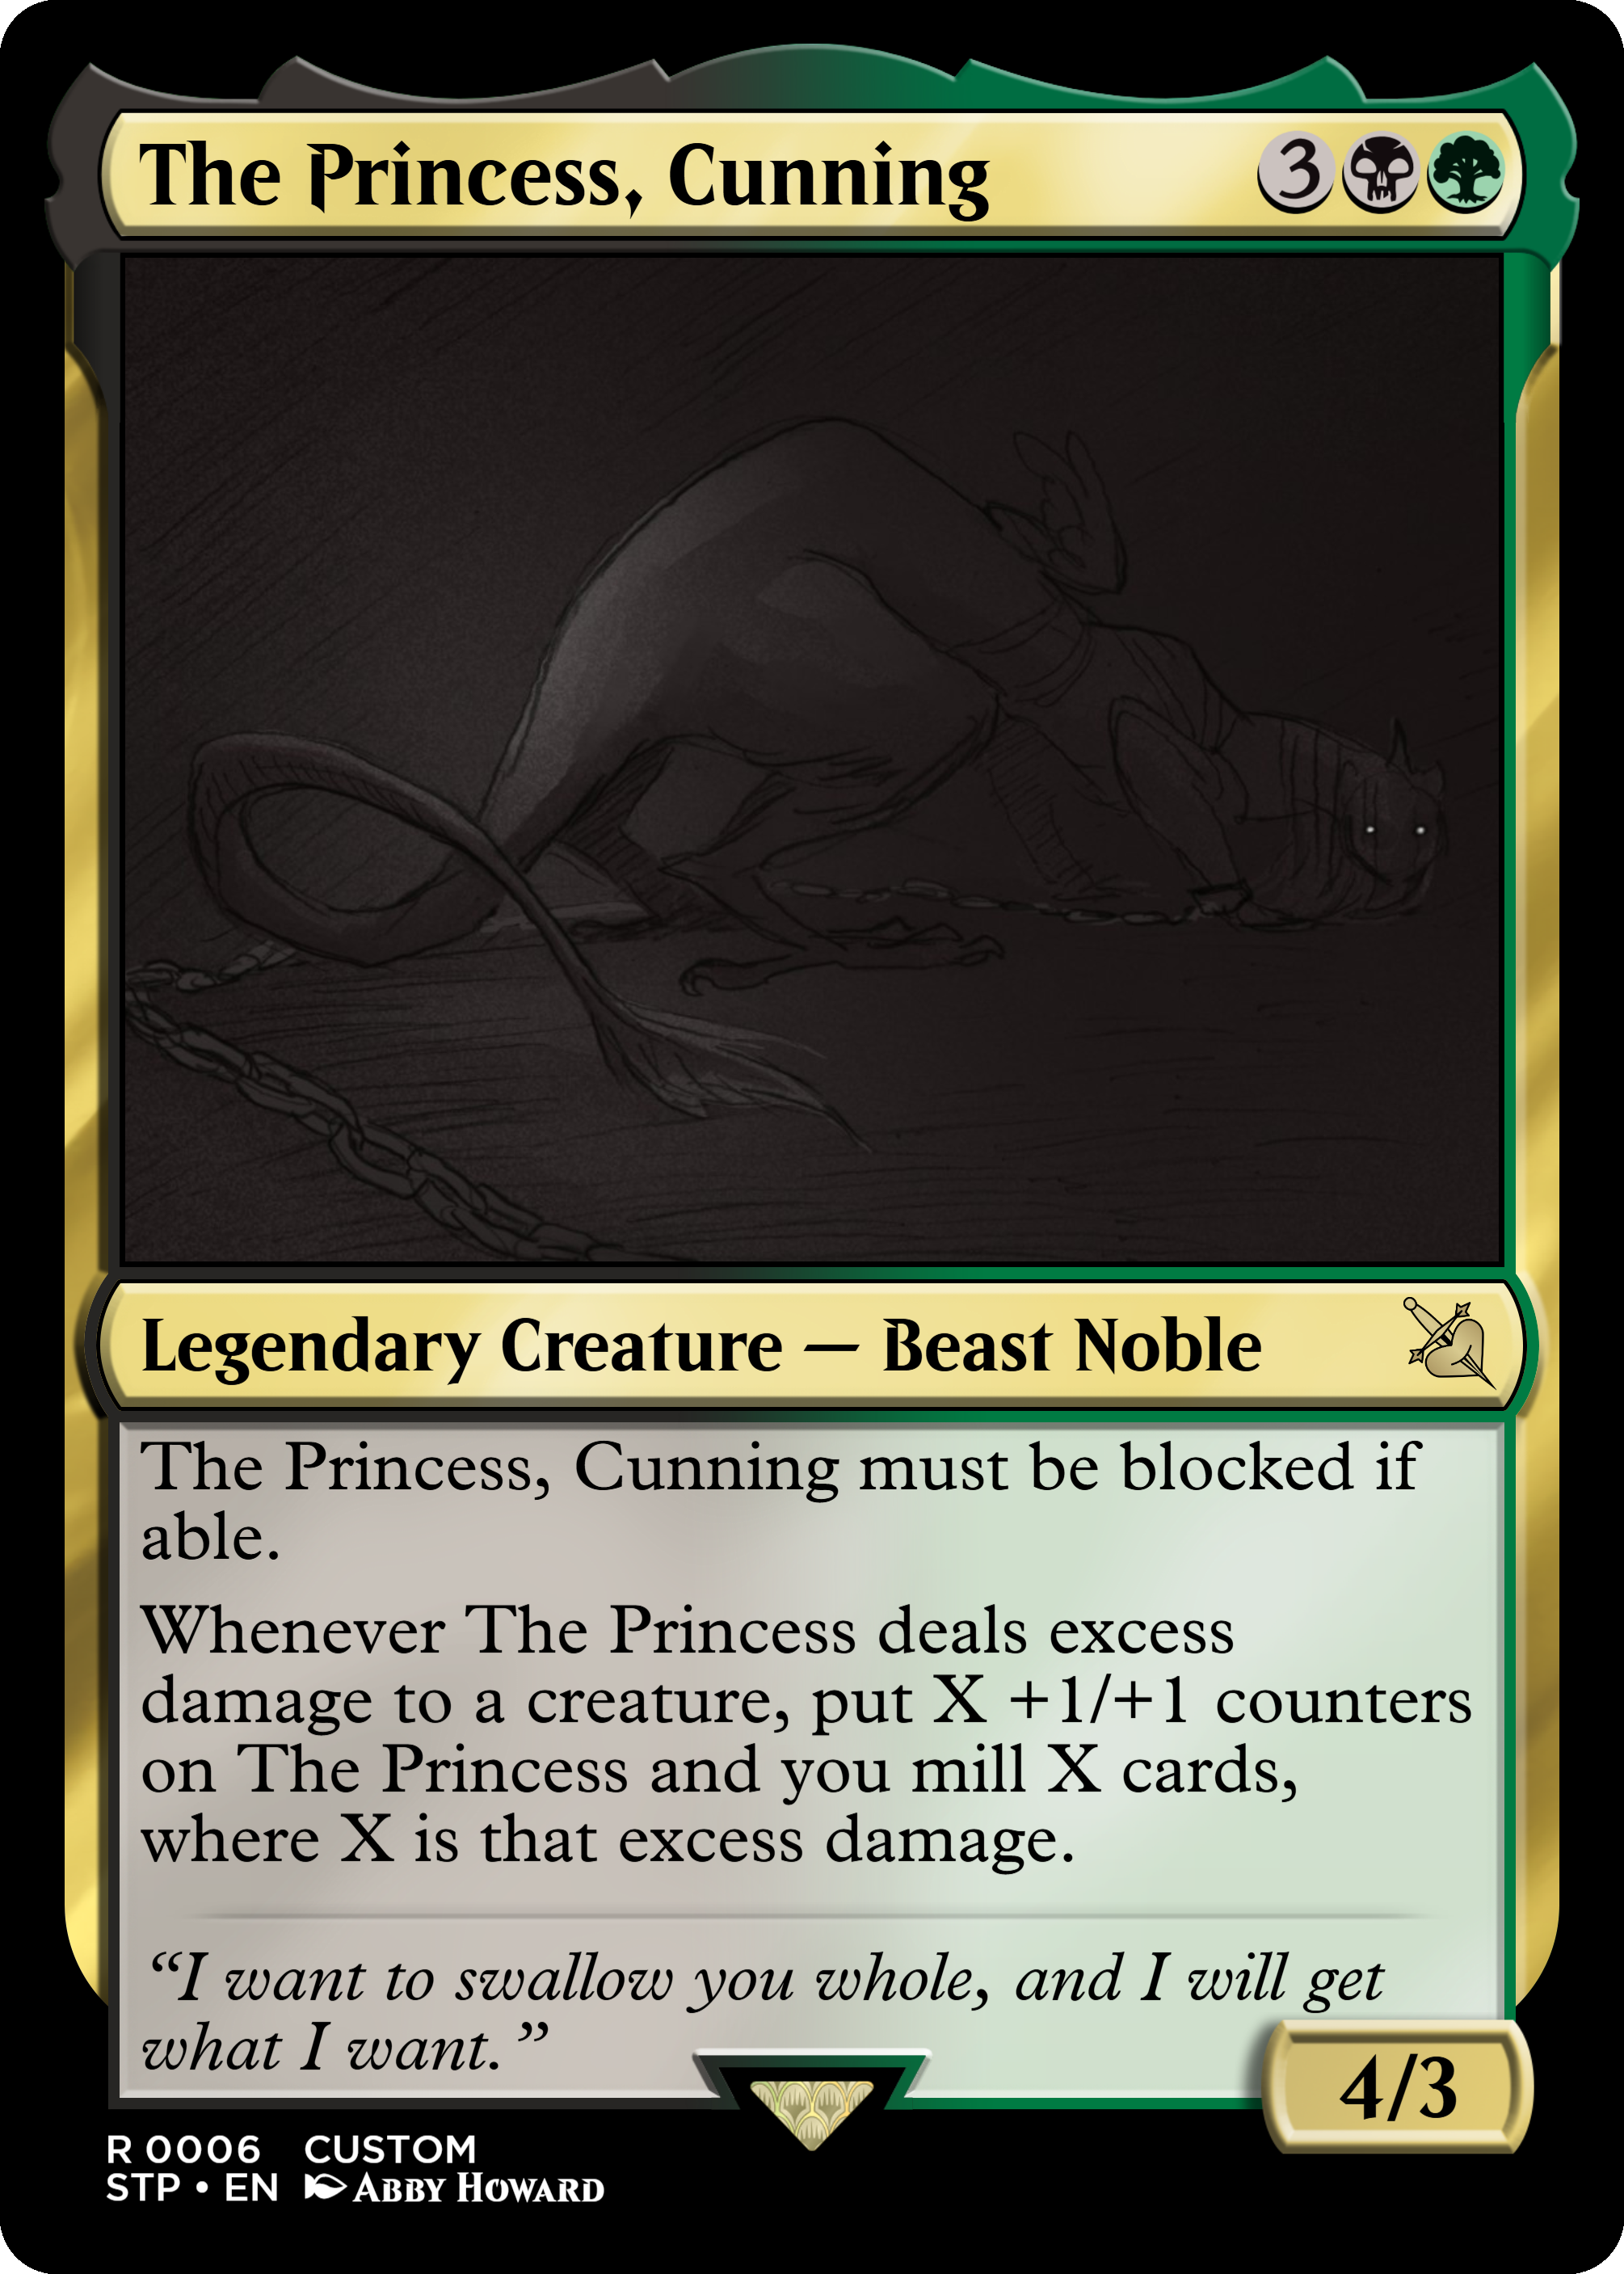 The Princess, Cunning 3
Legendary Creature — Beast Noble
The Princess, Cunning must be blocked if
able.
Whenever The Princess deals excess
damage to a creature, put X +1/+1 counters
on The Princess and you mill X cards,
where X is that excess damage.
“I want to swallow you whole, and I will get
what I want.”
4/3
R 0006 CUSTOM
STP • EN ABBY HOWARD